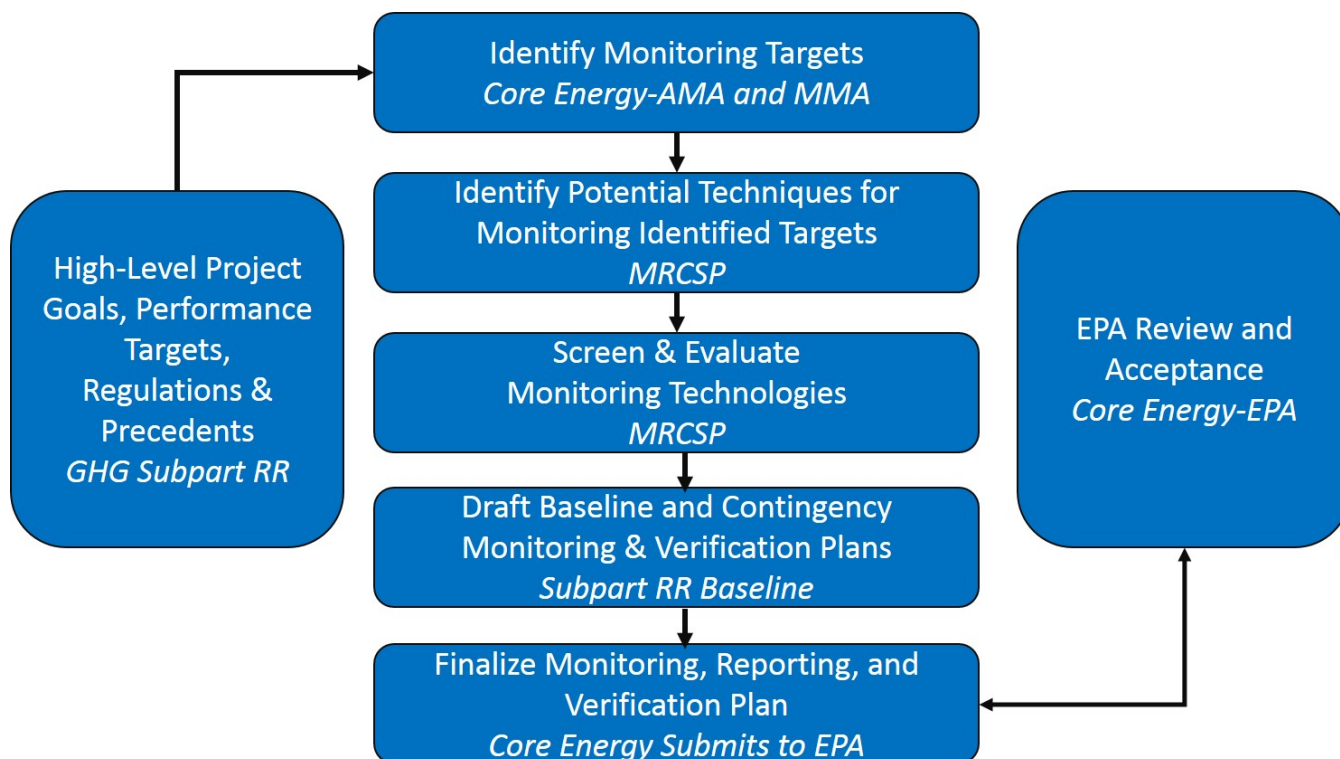 Identify Monitoring Targets
Core Energy-AMA and MMA
Identify Potential Techniques for
Monitoring Identified Targets
MRCSP
High-Level Project
Goals, Performance
Targets,
Regulations &
Precedents
GHG Subpart RR
Screen & Evaluate
Monitoring Technologies
MRCSP
EPA Review and
Acceptance
Core Energy-EPA
Draft Baseline and Contingency
Monitoring & Verification Plans
Subpart RR Baseline
Finalize Monitoring, Reporting, and
Verification Plan
Core Energy Submits to EPA